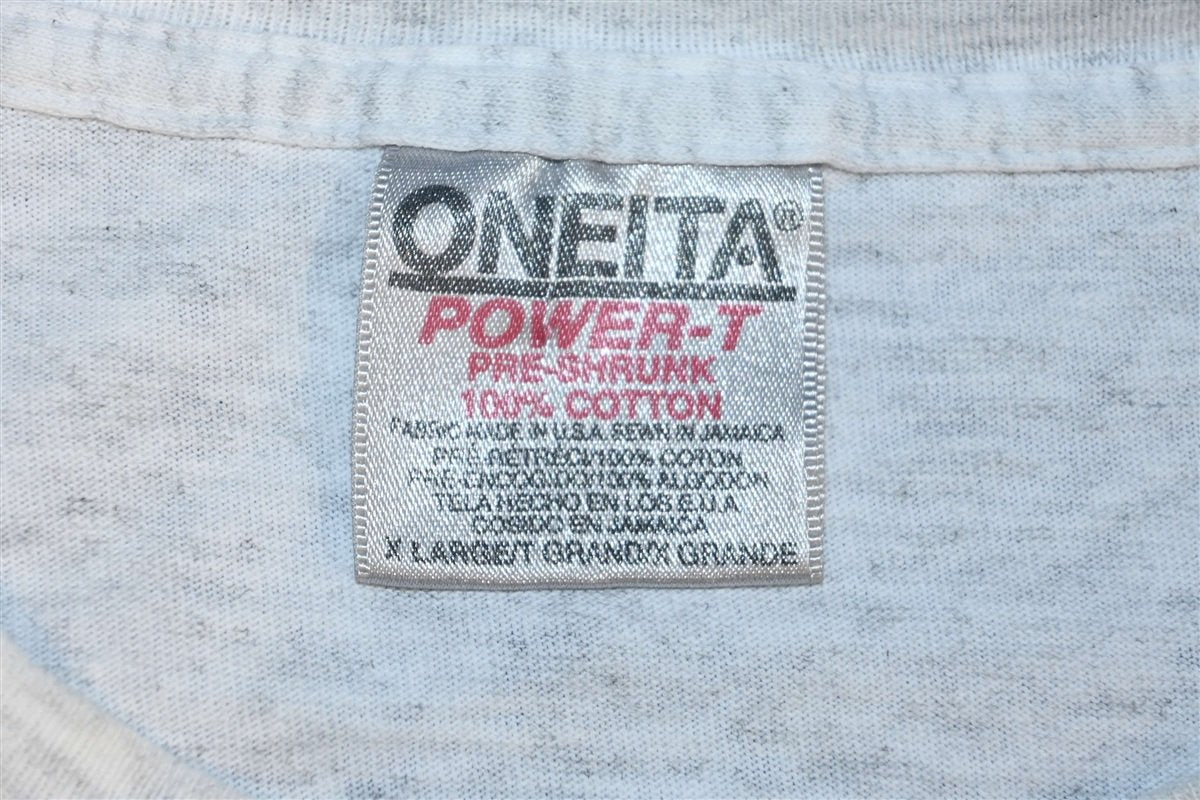 ONEITA®
POWER-T
PRE-SHRUNK
100% COTTON
FABRIC MADE IN U.S.A. SEWN IN JAMAICA
PRE-RETRECI/100% COTON
PRE-ENCOGIDO/100% ALGODON
TELA HECHO EN LOS E.U.A
COSIDO EN JAMAICA
X LARGE/T GRAND/X GRANDE